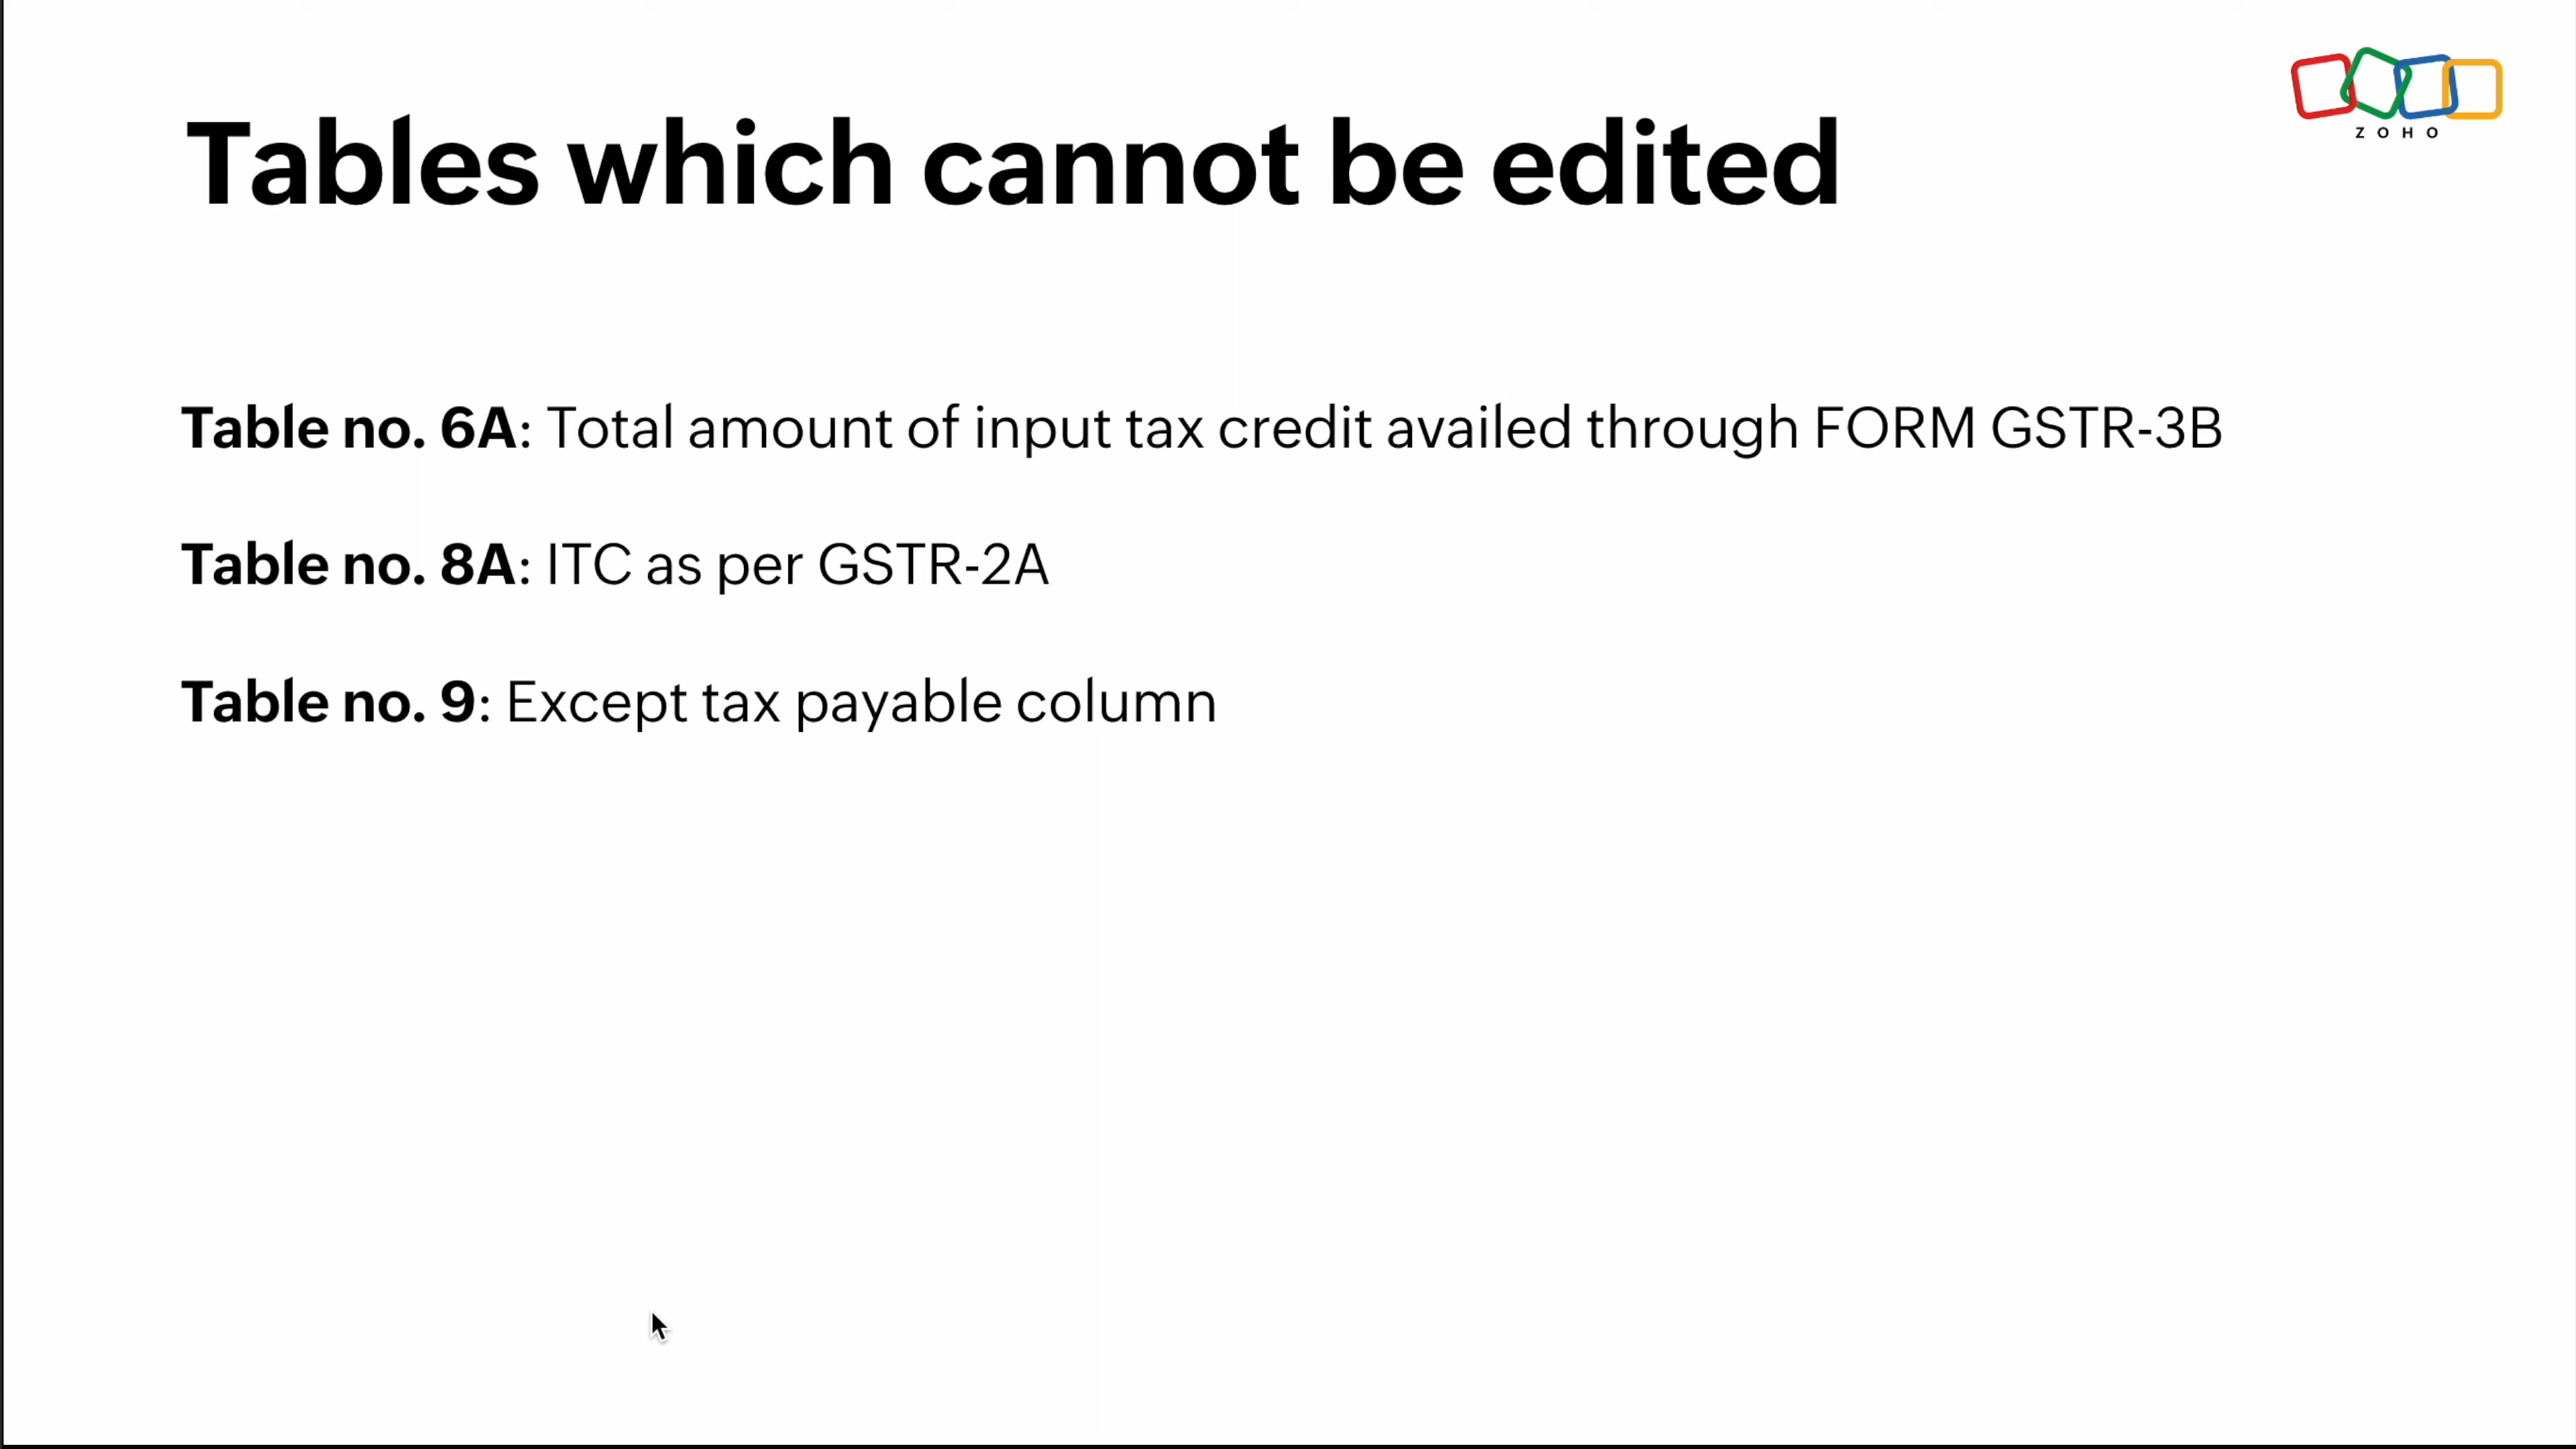 ZOHO
Tables which cannot be edited
Table no. 6A: Total amount of input tax credit availed through FORM GSTR-3B
Table no. 8A: ITC as per GSTR-2A
Table no. 9: Except tax payable column